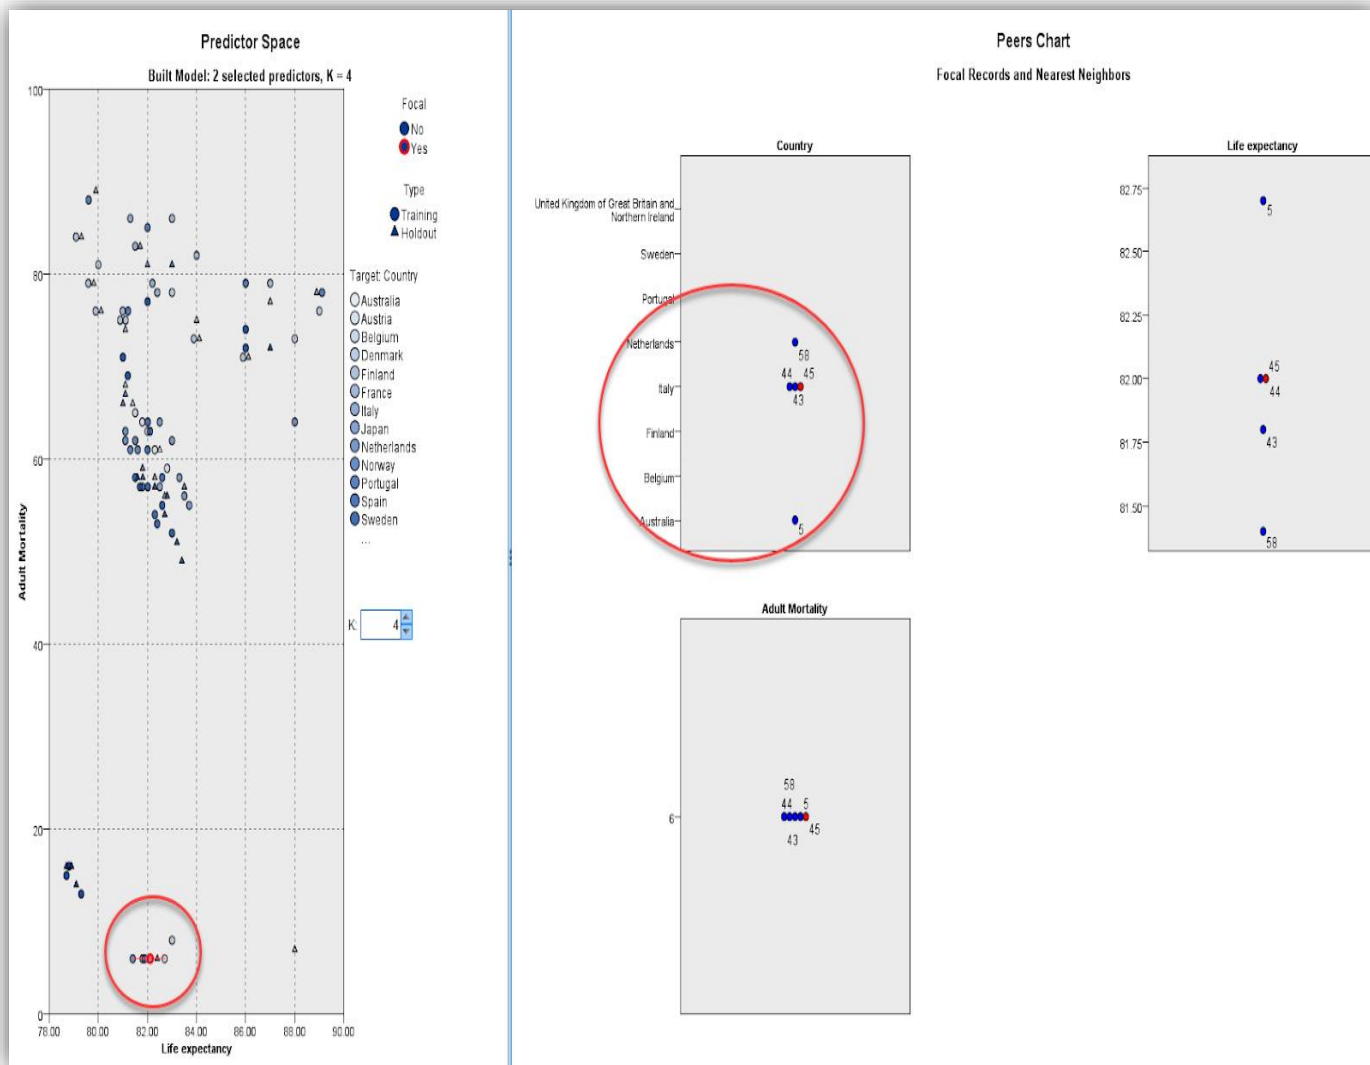 Predictor Space
Built Model: 2 selected predictors, K = 4
100
80
60
40
20
0
Adult Mortality
78.00 80.00 82.00 84.00 86.00 88.00 90.00
Life expectancy
Focal
No
Yes
Type
Training
Holdout
Target: Country
Australia
Austria
Belgium
Denmark
Finland
France
Italy
Japan
Netherlands
Norway
Portugal
Spain
Sweden
...
K: 4
Peers Chart
Focal Records and Nearest Neighbors
Country
United Kingdom of Great Britain and
Northern Ireland
Sweden
Portugal
Netherlands
Italy
Finland
Belgium
Australia
58
44 45
43
5
Life expectancy
82.75
82.50
82.25
82.00
81.75
81.50
5
45
44
43
58
Adult Mortality
6
58
44 5
45
43